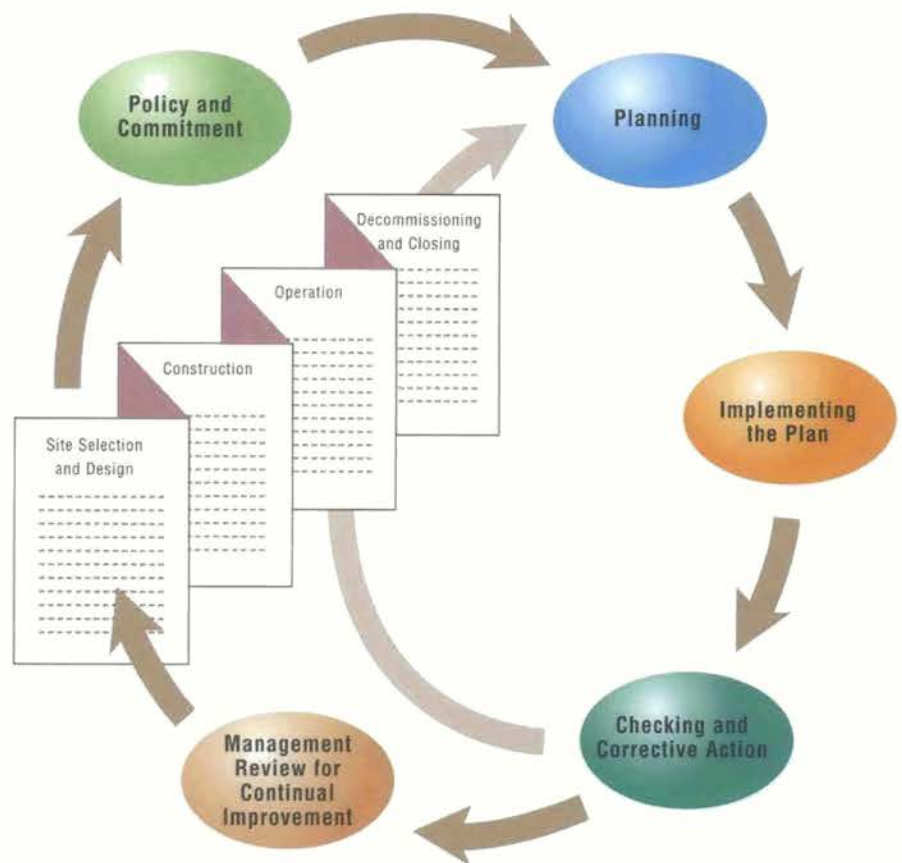 Policy and
Commitment
Planning
Decommissioning
and Closing
Operation
Construction
Site Selection
and Design
Implementing
the Plan
Checking and
Corrective Action
Management
Review for
Continual
Improvement